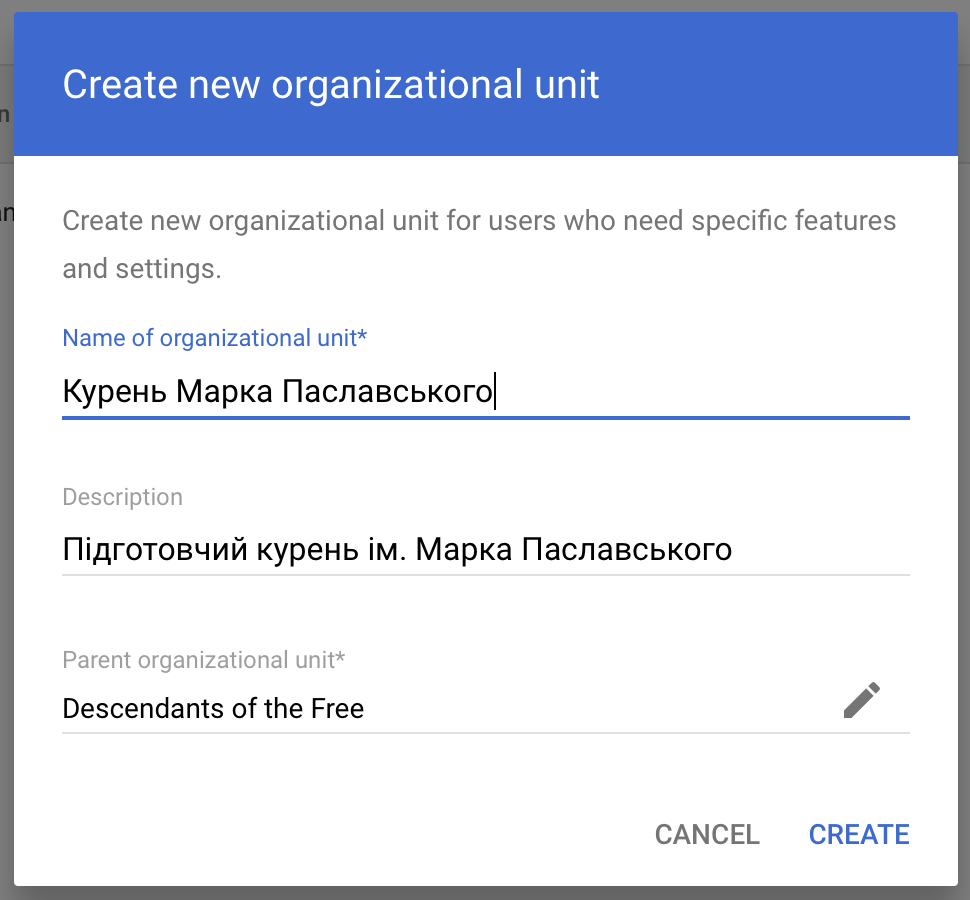 Create new organizational unit
n
an
Create new organizational unit for users who need specific features
and settings.
Name of organizational unit*
Курень Марка Паславського
Description
Підготовчий курень ім. Марка Паславського
Parent organizational unit*
Descendants of the Free
CANCEL CREATE